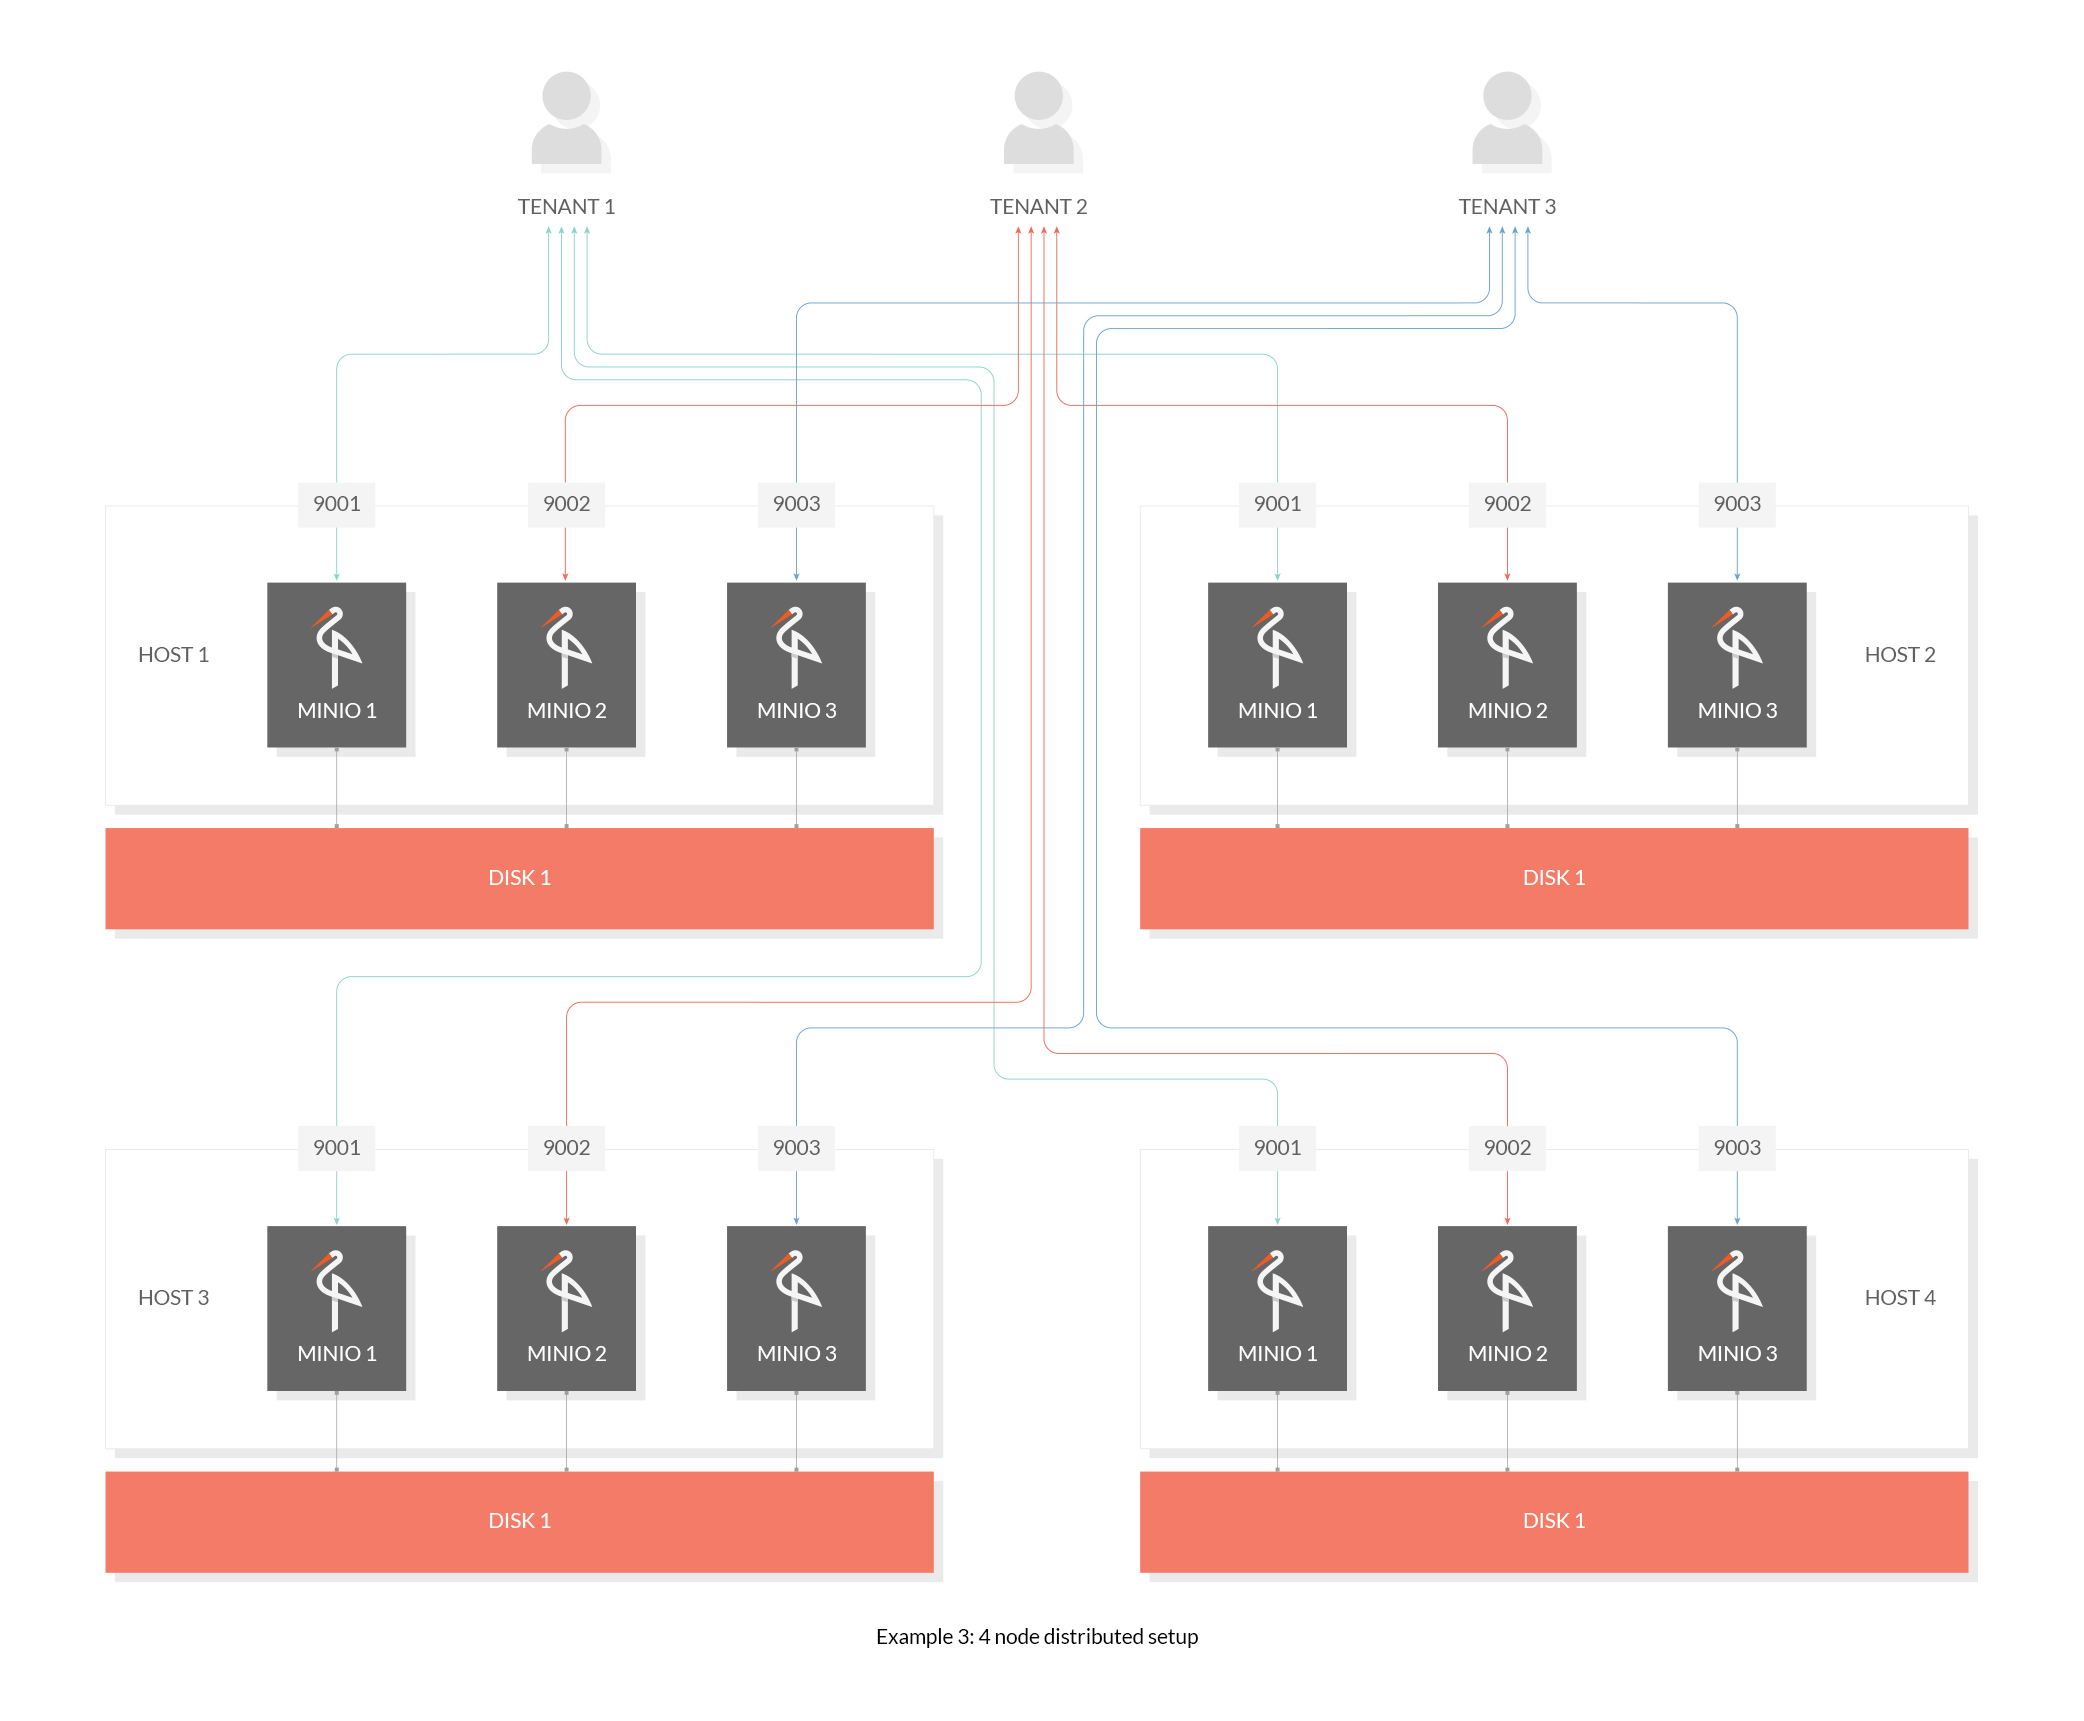 TENANT 1
TENANT 2
TENANT 3
9001
9002
9003
9001
9002
9003
HOST 1
MINIO 1
MINIO 2
MINIO 3
MINIO 1
MINIO 2
MINIO 3
HOST 2
DISK 1
DISK 1
9001
9002
9003
9001
9002
9003
HOST 3
MINIO 1
MINIO 2
MINIO 3
MINIO 1
MINIO 2
MINIO 3
HOST 4
DISK 1
DISK 1
Example 3: 4 node distributed setup